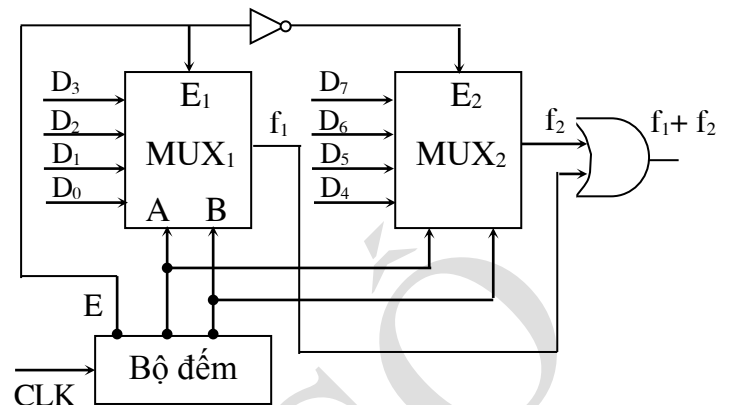 D₃
D₂
D₁
D₀
E₁
MUX₁
A B
f₁
D₇
D₆
D₅
D₄
E₂
MUX₂
f₂
f₁+ f₂
E
Bộ đếm
CLK